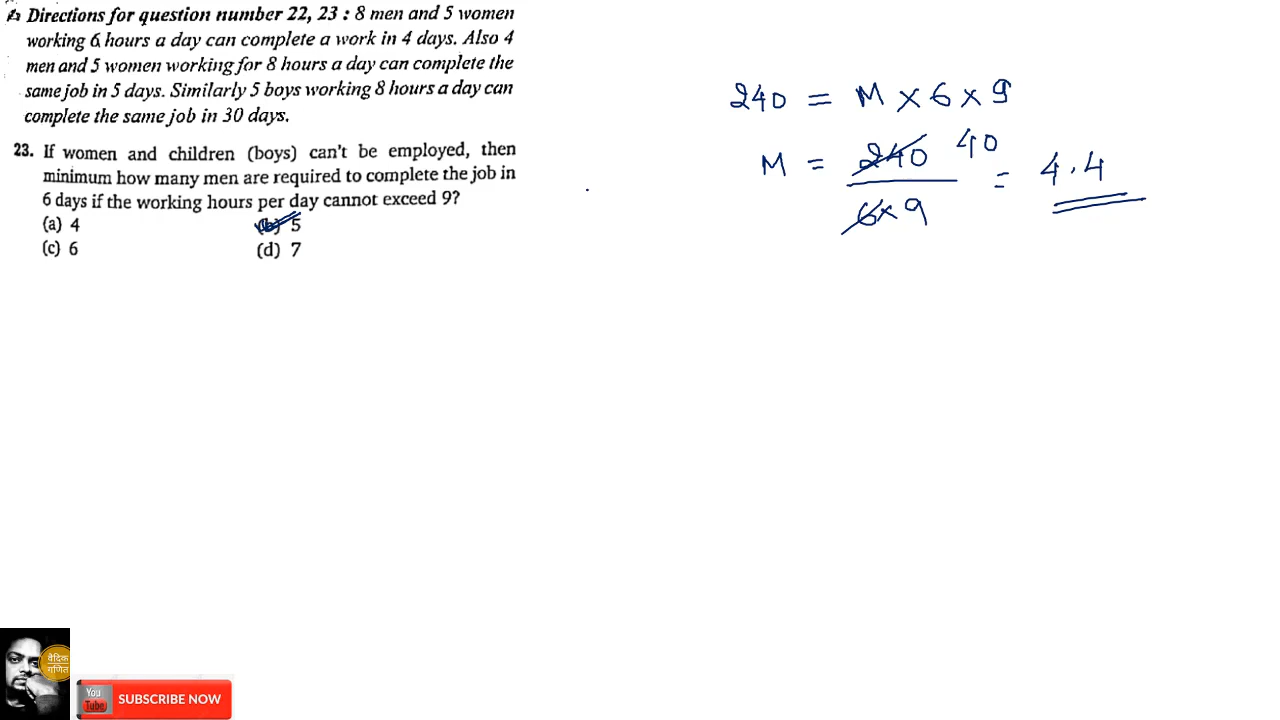 Directions for question number 22, 23 : 8 men and 5 women
working 6 hours a day can complete a work in 4 days. Also 4
men and 5 women working for 8 hours a day can complete the
same job in 5 days. Similarly 5 boys working 8 hours a day can
complete the same job in 30 days.
23. If women and children (boys) can't be employed, then
minimum how many men are required to complete the job in
6 days if the working hours per day cannot exceed 9?
(a) 4 (b) 5
(c) 6 (d) 7
240 = M × 6 × 9
M = 240 40
6×9
= 4.4
वैदिक
गणित
You
Tube
SUBSCRIBE NOW